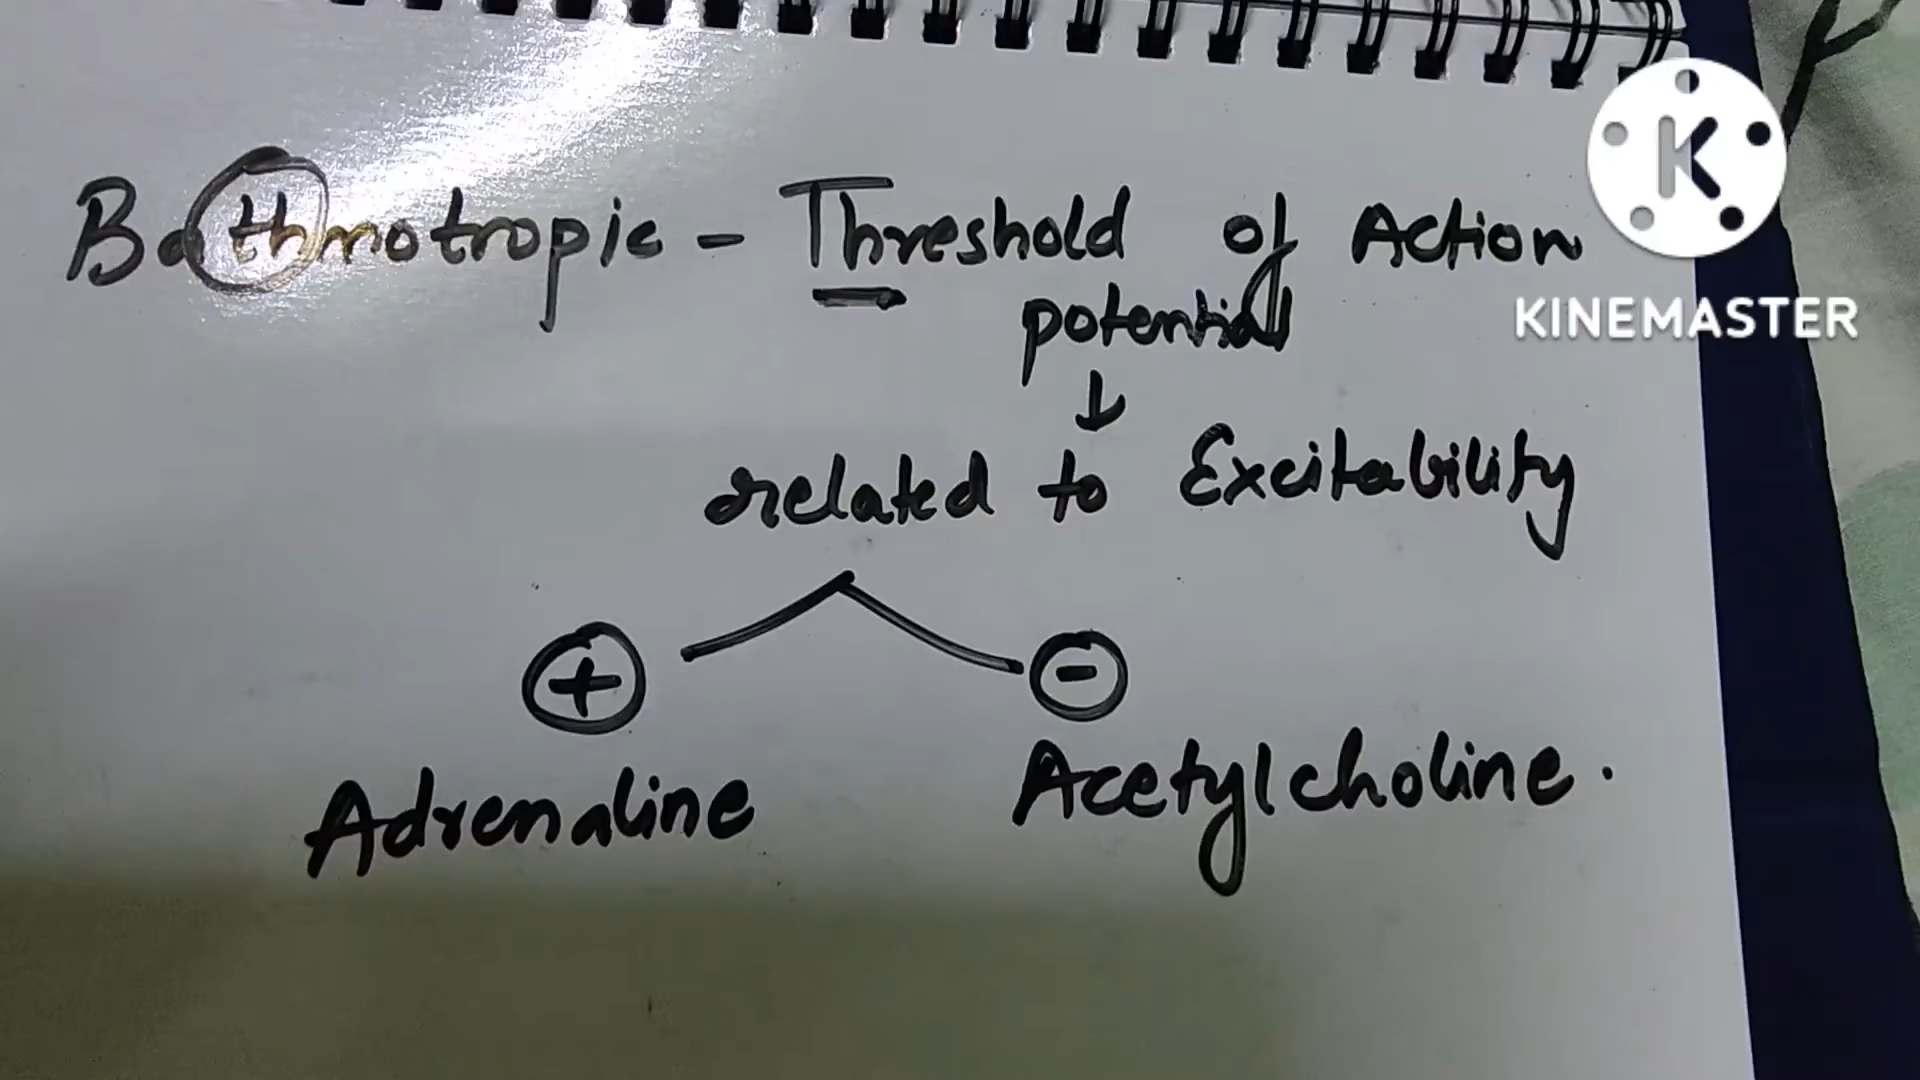 Bathmotropic - Threshold of Action
potential
↓
related to Excitability
+ -
Adrenaline Acetylcholine.
K
KINEMASTER